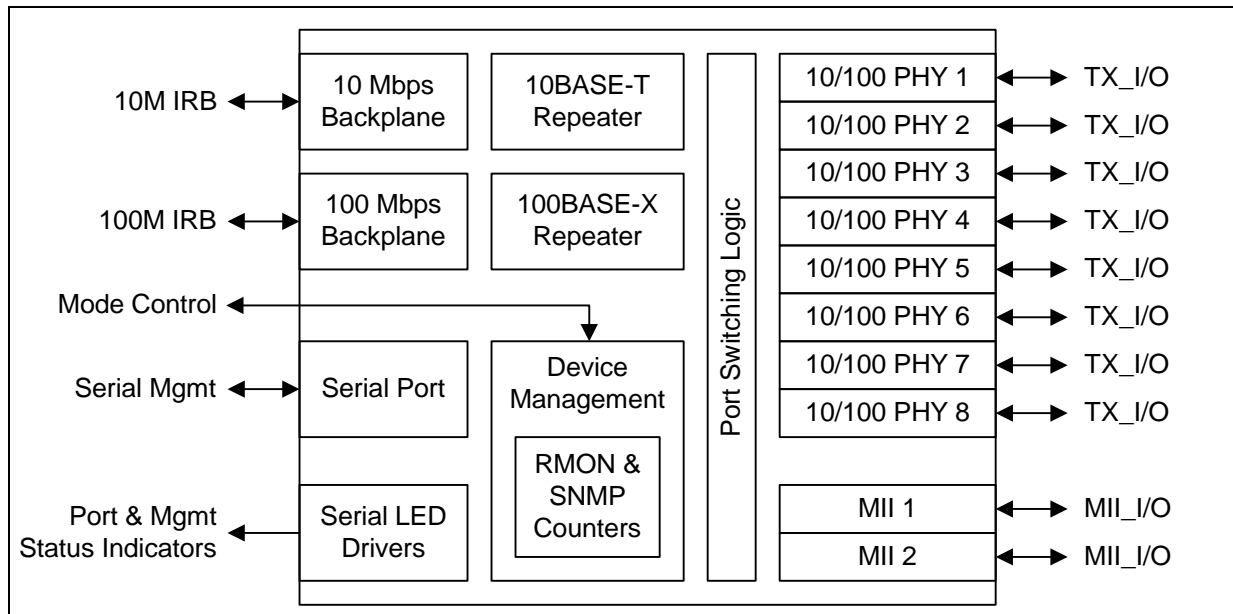 10M IRB
10 Mbps
Backplane
10BASE-T
Repeater
100M IRB
100 Mbps
Backplane
100BASE-X
Repeater
Mode Control
Serial Mgmt
Serial Port
Device
Management
RMON &
SNMP
Counters
Port & Mgmt
Status Indicators
Serial LED
Drivers
Port Switching Logic
10/100 PHY 1
TX_I/O
10/100 PHY 2
TX_I/O
10/100 PHY 3
TX_I/O
10/100 PHY 4
TX_I/O
10/100 PHY 5
TX_I/O
10/100 PHY 6
TX_I/O
10/100 PHY 7
TX_I/O
10/100 PHY 8
TX_I/O
MII 1
MII_I/O
MII 2
MII_I/O